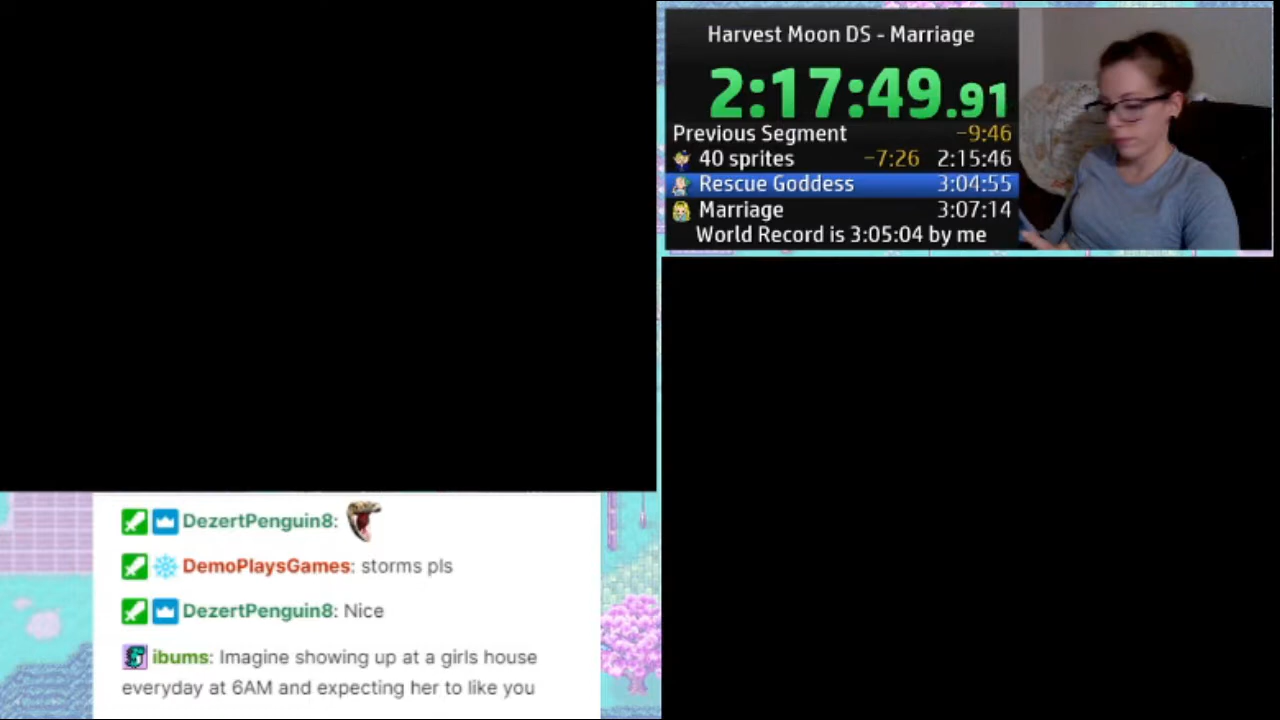 Harvest Moon DS - Marriage
2:17:49.91
Previous Segment -9:46
40 sprites -7:26 2:15:46
Rescue Goddess 3:04:55
Marriage 3:07:14
World Record is 3:05:04 by me
DezertPenguin8:
DemoPlaysGames: storms pls
DezertPenguin8: Nice
ibums: Imagine showing up at a girls house
everyday at 6AM and expecting her to like you